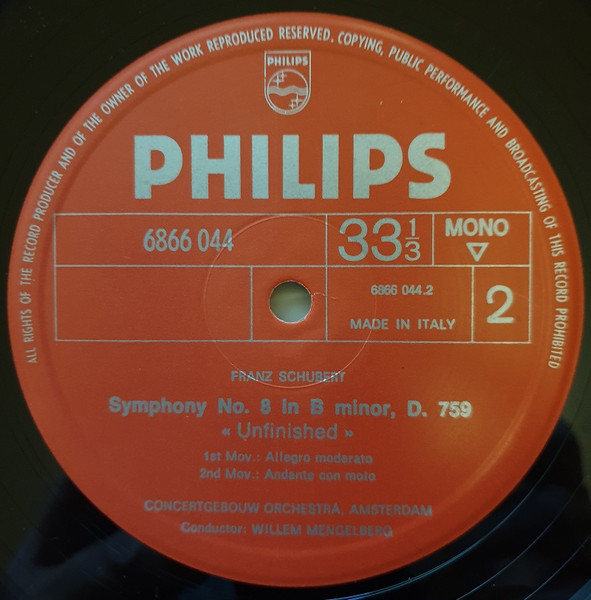 ALL RIGHTS OF THE RECORD PRODUCER AND OF THE OWNER OF THE WORK REPRODUCED RESERVED. COPYING, PUBLIC PERFORMANCE AND BROADCASTING OF THIS RECORD PROHIBITED
PHILIPS
PHILIPS
6866 044
33 1/3
MONO
6866 044.2
MADE IN ITALY
2
FRANZ SCHUBERT
Symphony No. 8 in B minor, D. 759
« Unfinished »
1st Mov.: Allegro moderato
2nd Mov.: Andante con moto
CONCERTGEBOUW ORCHESTRA, AMSTERDAM
Conductor: WILLEM MENGELBERG